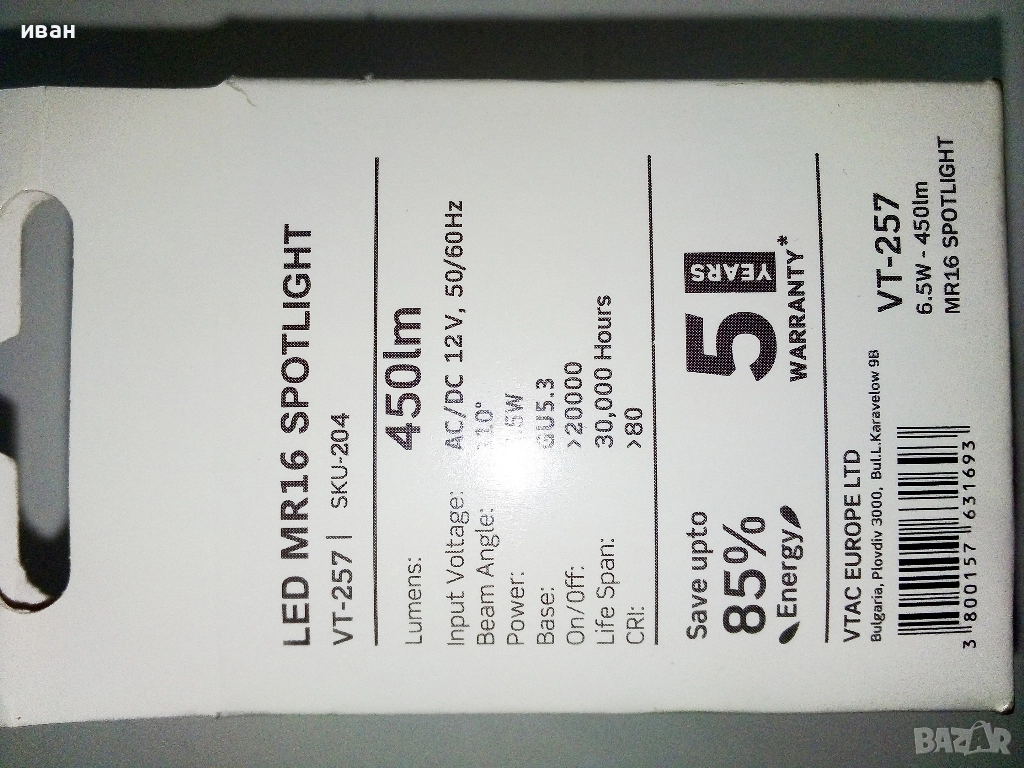 иван
LED MR16 SPOTLIGHT
VT-257 | SKU-204
Lumens: 450lm
Input Voltage: AC/DC 12V, 50/60Hz
Beam Angle: 110°
Power:
Base: GU5.3
On/Off: >20000
Life Span: 30,000 Hours
CRI: >80
Save upto
85%
Energy
5 YEARS
WARRANTY*
VTAC EUROPE LTD
Bulgaria, Plovdiv 3000, Bul.L.Karavelow 9B
3 800157 631693
VT-257
6.5W - 450lm
MR16 SPOTLIGHT
BAZAR